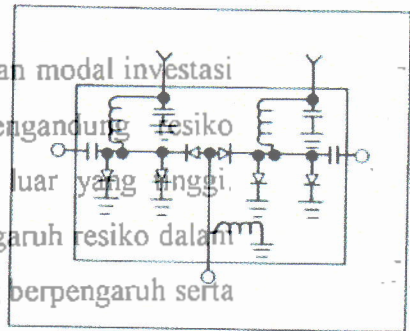 an modal investasi
engandung resiko
luar yang tinggi.
garuh resiko dalam
berpengaruh serta